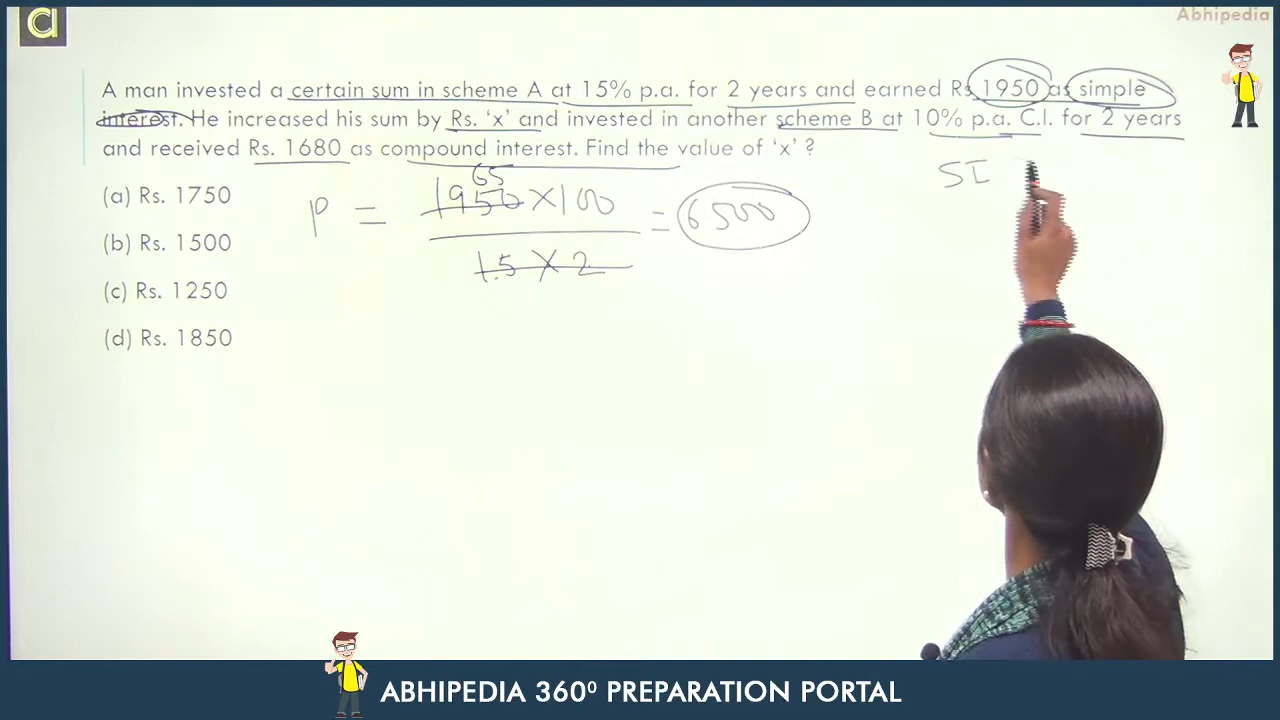 Abhipedia
A man invested a certain sum in scheme A at 15% p.a. for 2 years and earned Rs 1950 as simple
interest. He increased his sum by Rs. 'x' and invested in another scheme B at 10% p.a. C.I. for 2 years
and received Rs. 1680 as compound interest. Find the value of 'x' ?
SI
(a) Rs. 1750
65
P = 1950 X 100 = 6500
15 X 2
(b) Rs. 1500
(c) Rs. 1250
(d) Rs. 1850
ABHIPEDIA 360⁰ PREPARATION PORTAL